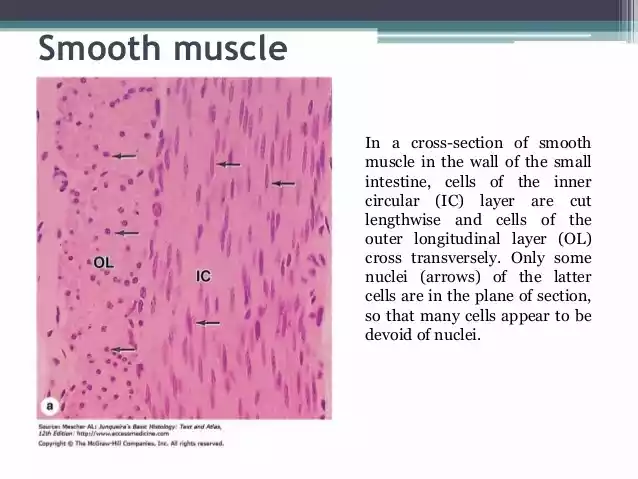 Smooth muscle
In a cross-section of smooth
muscle in the wall of the small
intestine, cells of the inner
circular (IC) layer are cut
lengthwise and cells of the
outer longitudinal layer (OL)
cross transversely. Only some
nuclei (arrows) of the latter
cells are in the plane of section,
so that many cells appear to be
devoid of nuclei.
OL
IC
a
Source: Mescher AL: Junqueira's Basic Histology: Text and Atlas,
12th Edition: http://www.accessmedicine.com
Copyright © The McGraw-Hill Companies, Inc. All rights reserved.